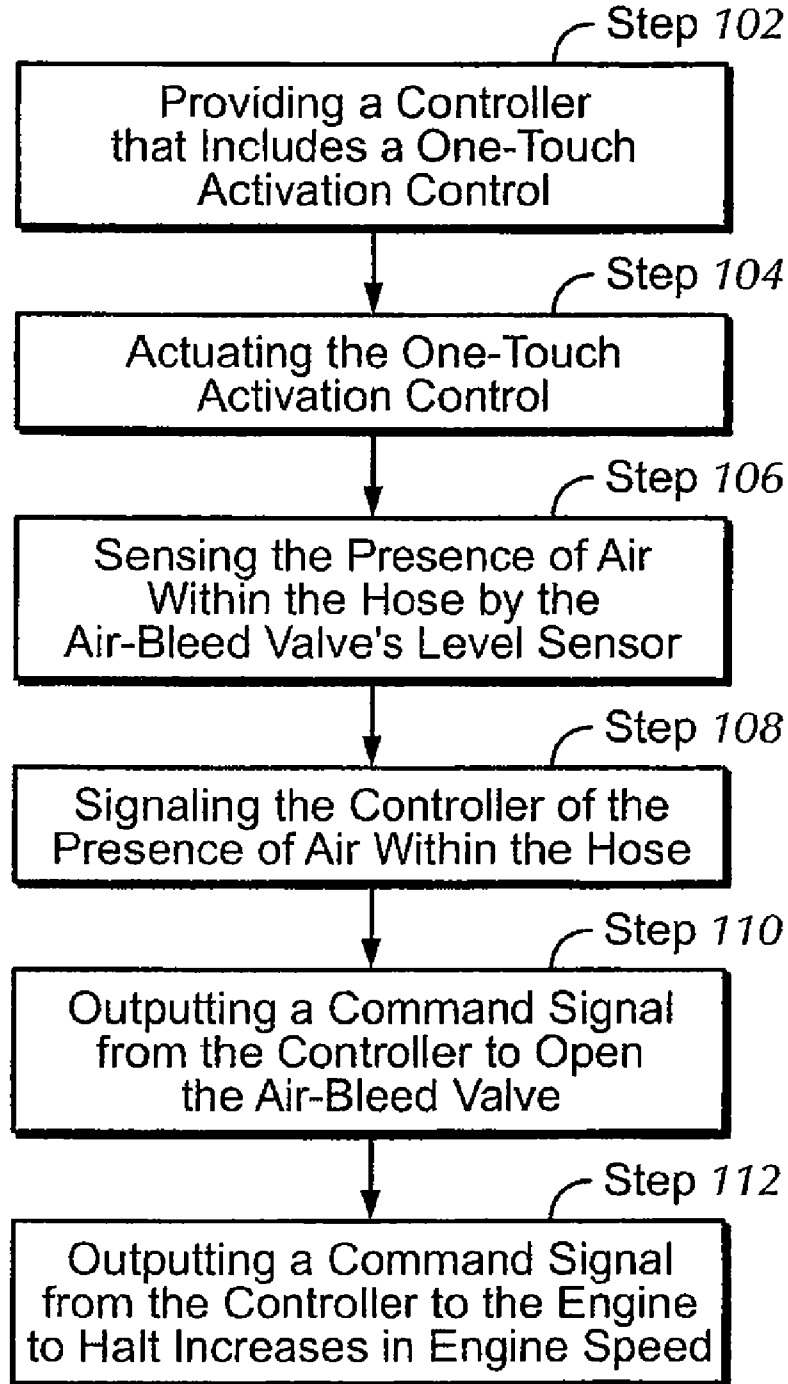 Step 102
Providing a Controller
that Includes a One-Touch
Activation Control
Step 104
Actuating the One-Touch
Activation Control
Step 106
Sensing the Presence of Air
Within the Hose by the
Air-Bleed Valve's Level Sensor
Step 108
Signaling the Controller of the
Presence of Air Within the Hose
Step 110
Outputting a Command Signal
from the Controller to Open
the Air-Bleed Valve
Step 112
Outputting a Command Signal
from the Controller to the Engine
to Halt Increases in Engine Speed